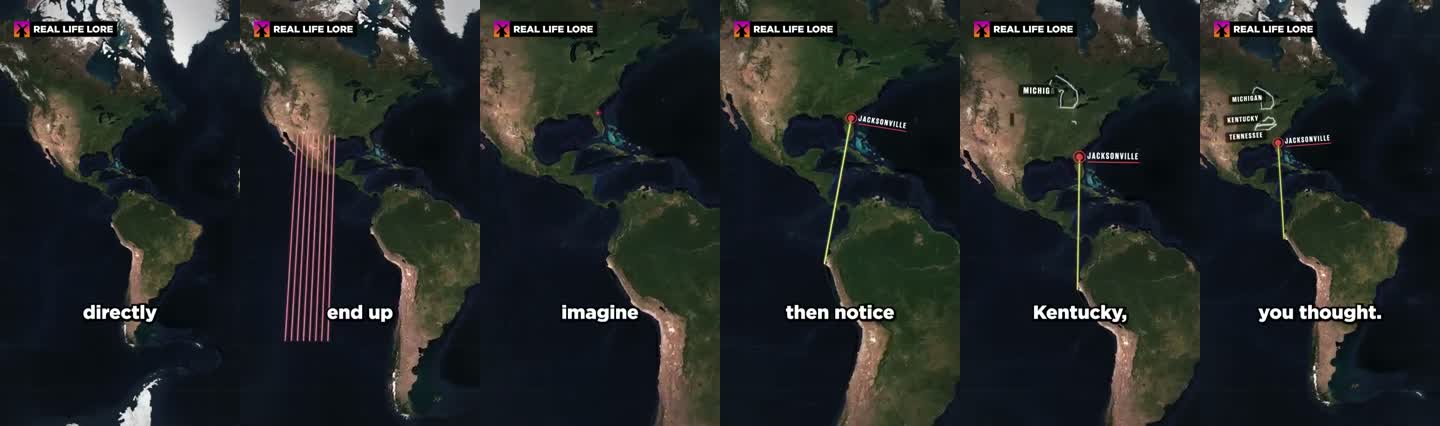 REAL LIFE LORE
directly
REAL LIFE LORE
end up
REAL LIFE LORE
imagine
REAL LIFE LORE
JACKSONVILLE
then notice
REAL LIFE LORE
MICHIG
JACKSONVILLE
Kentucky,
REAL LIFE LORE
MICHIGAN
KENTUCKY
TENNESSEE
JACKSONVILLE
you thought.